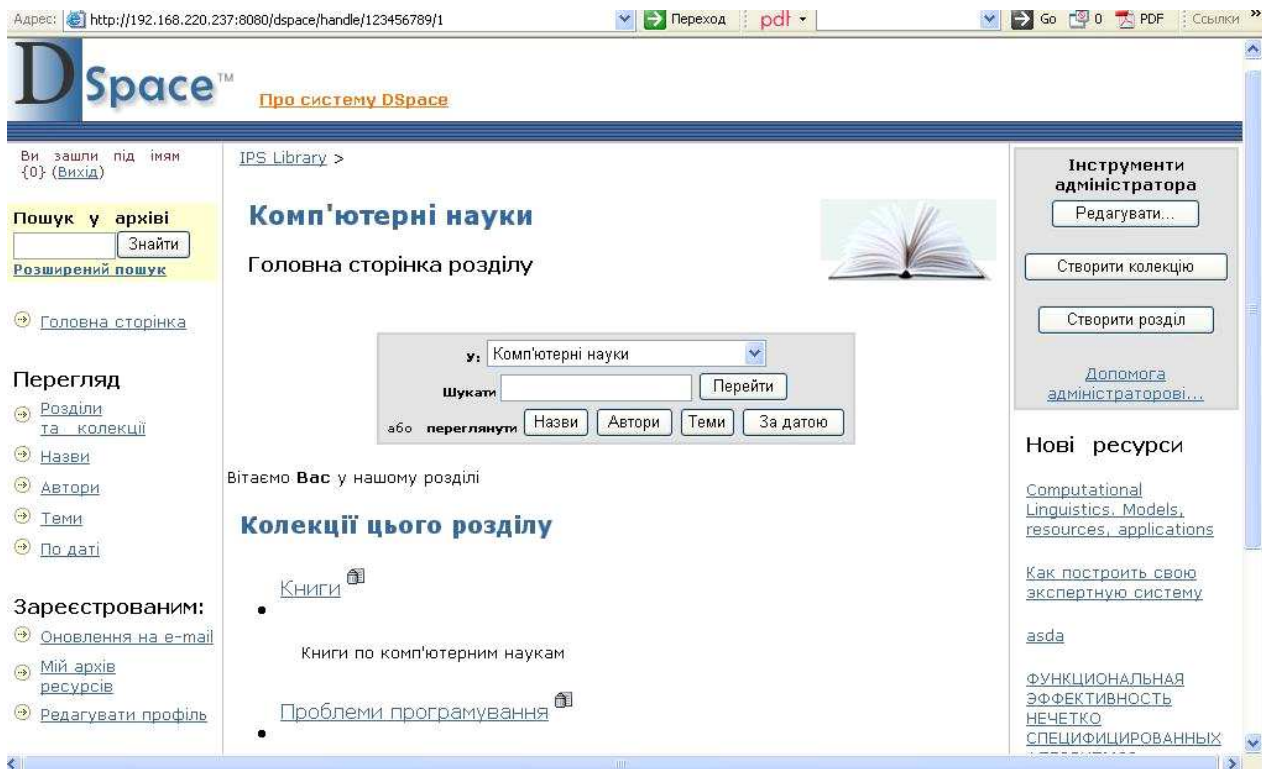 Адрес: http://192.168.220.237:8080/dspace/handle/123456789/1 Переход pdf Go 0 PDF Ссылки »
DSpace™
Про систему DSpace
Ви зашли під імям
{0} (Вихід)
Пошук у архіві
Знайти
Розширений пошук
Головна сторінка
Перегляд
Розділи
та колекції
Назви
Автори
Теми
По даті
Зареєстрованим:
Оновлення на e-mail
Мій архів
ресурсів
Редагувати профіль
IPS Library >
Комп'ютерні науки
Головна сторінка розділу
у: Комп'ютерні науки
Шукати Перейти
або переглянути Назви Автори Теми За датою
Вітаємо Вас у нашому розділі
Колекції цього розділу
Книги
Книги по комп'ютерним наукам
Проблеми програмування
Інструменти
адміністратора
Редагувати...
Створити колекцію
Створити розділ
Допомога
адміністраторові...
Нові ресурси
Computational
Linguistics. Models,
resources, applications
Как построить свою
экспертную систему
asda
ФУНКЦИОНАЛЬНАЯ
ЭФФЕКТИВНОСТЬ
НЕЧЕТКО
СПЕЦИФИЦИРОВАННЫХ